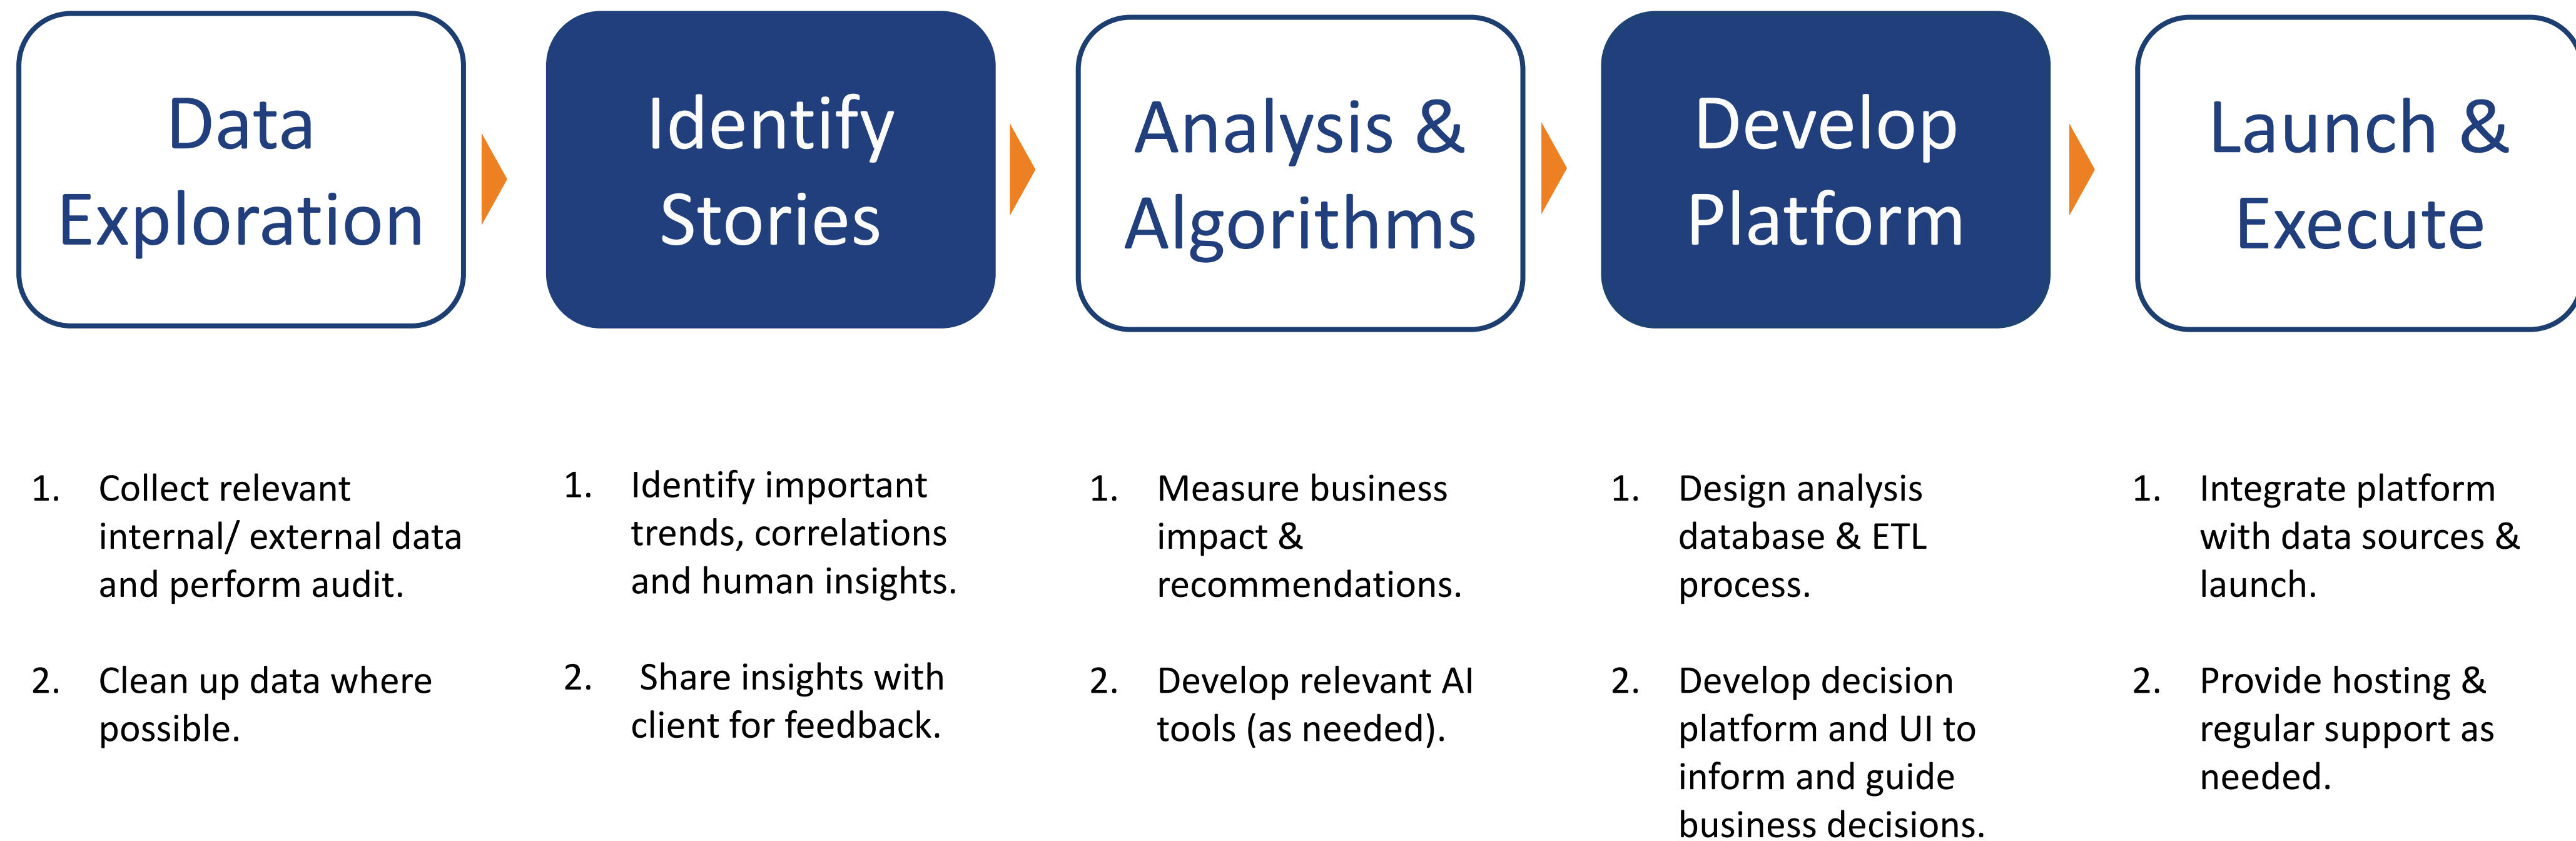 Data
Exploration
Identify
Stories
Analysis &
Algorithms
Develop
Platform
Launch &
Execute
1. Collect relevant
internal/ external data
and perform audit.
2. Clean up data where
possible.
1. Identify important
trends, correlations
and human insights.
2. Share insights with
client for feedback.
1. Measure business
impact &
recommendations.
2. Develop relevant AI
tools (as needed).
1. Design analysis
database & ETL
process.
2. Develop decision
platform and UI to
inform and guide
business decisions.
1. Integrate platform
with data sources &
launch.
2. Provide hosting &
regular support as
needed.